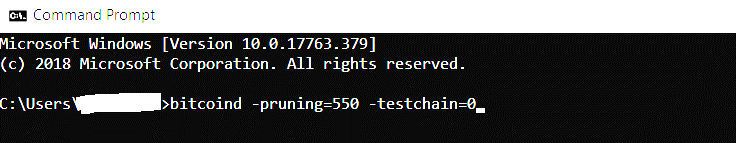 Command Prompt
Microsoft Windows [Version 10.0.17763.379]
(c) 2018 Microsoft Corporation. All rights reserved.
C:\Users\ >bitcoind -pruning=550 -testchain=0_